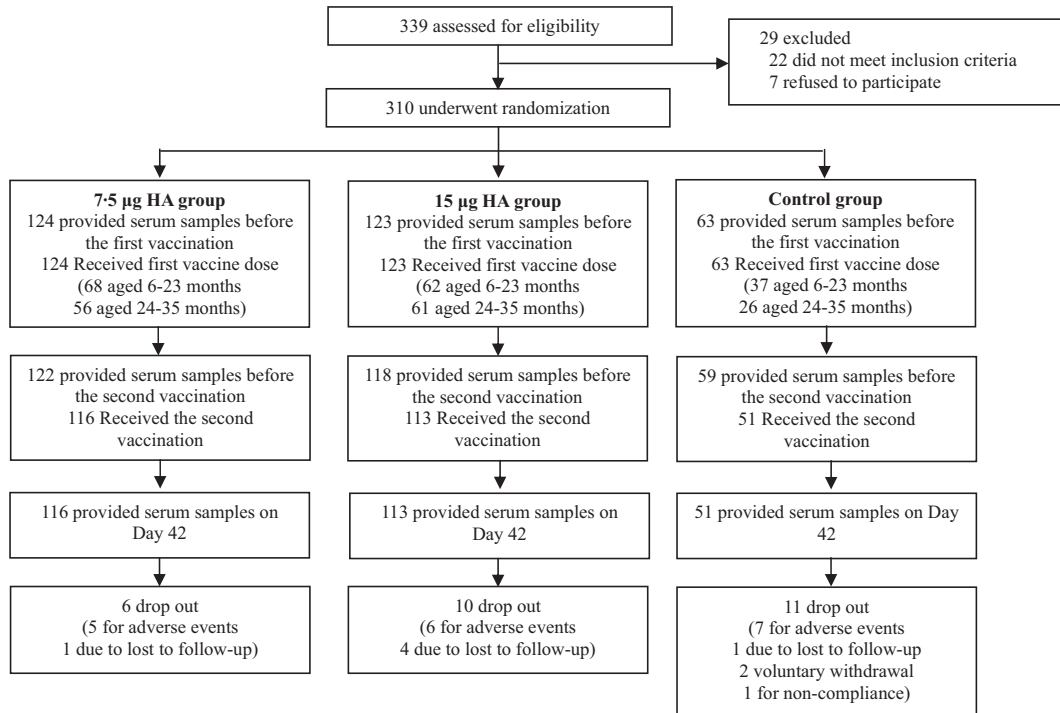 339 assessed for eligibility
29 excluded
22 did not meet inclusion criteria
7 refused to participate
310 underwent randomization
7·5 μg HA group
124 provided serum samples before
the first vaccination
124 Received first vaccine dose
(68 aged 6-23 months
56 aged 24-35 months)
15 μg HA group
123 provided serum samples before
the first vaccination
123 Received first vaccine dose
(62 aged 6-23 months
61 aged 24-35 months)
Control group
63 provided serum samples before
the first vaccination
63 Received first vaccine dose
(37 aged 6-23 months
26 aged 24-35 months)
122 provided serum samples before
the second vaccination
116 Received the second
vaccination
118 provided serum samples before
the second vaccination
113 Received the second
vaccination
59 provided serum samples before
the second vaccination
51 Received the second
vaccination
116 provided serum samples on
Day 42
113 provided serum samples on
Day 42
51 provided serum samples on Day
42
6 drop out
(5 for adverse events
1 due to lost to follow-up)
10 drop out
(6 for adverse events
4 due to lost to follow-up)
11 drop out
(7 for adverse events
1 due to lost to follow-up
2 voluntary withdrawal
1 for non-compliance)